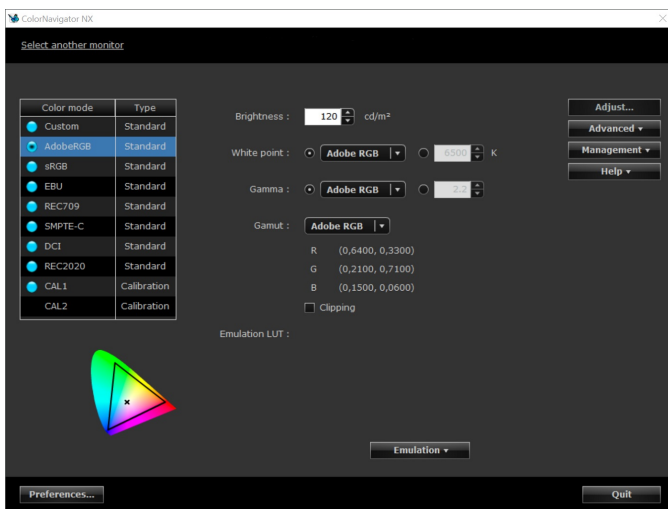 ColorNavigator NX
Select another monitor
Color mode Type
Custom Standard
AdobeRGB Standard
sRGB Standard
EBU Standard
REC709 Standard
SMPTE-C Standard
DCI Standard
REC2020 Standard
CAL1 Calibration
CAL2 Calibration
Brightness : 120 cd/m²
White point : Adobe RGB 6500 K
Gamma : Adobe RGB 2.2
Gamut : Adobe RGB
R (0,6400, 0,3300)
G (0,2100, 0,7100)
B (0,1500, 0,0600)
Clipping
Emulation LUT :
Emulation
Adjust...
Advanced
Management
Help
Preferences...
Quit